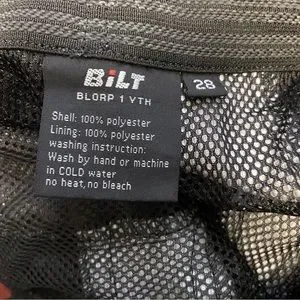 BiLT
BLORP 1 YTH
28
Shell: 100% polyester
Lining: 100% polyester
washing instruction:
Wash by hand or machine
in COLD water
no heat, no bleach